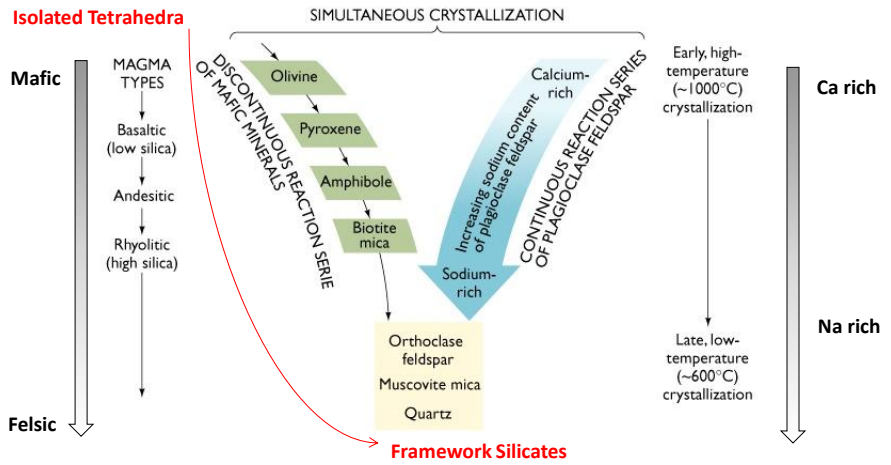 Isolated Tetrahedra
SIMULTANEOUS CRYSTALLIZATION
Mafic
MAGMA
TYPES
Basaltic
(low silica)
Andesitic
Rhyolitic
(high silica)
Felsic
DISCONTINUOUS REACTION SERIE
OF MAFIC MINERALS
Olivine
Pyroxene
Amphibole
Biotite
mica
Calcium-
rich
Increasing sodium content
of plagioclase feldspar
Sodium-
rich
CONTINUOUS REACTION SERIES
OF PLAGIOCLASE FELDSPAR
Orthoclase
feldspar
Muscovite mica
Quartz
Framework Silicates
Early, high-
temperature
(~1000°C)
crystallization
Late, low-
temperature
(~600°C)
crystallization
Ca rich
Na rich